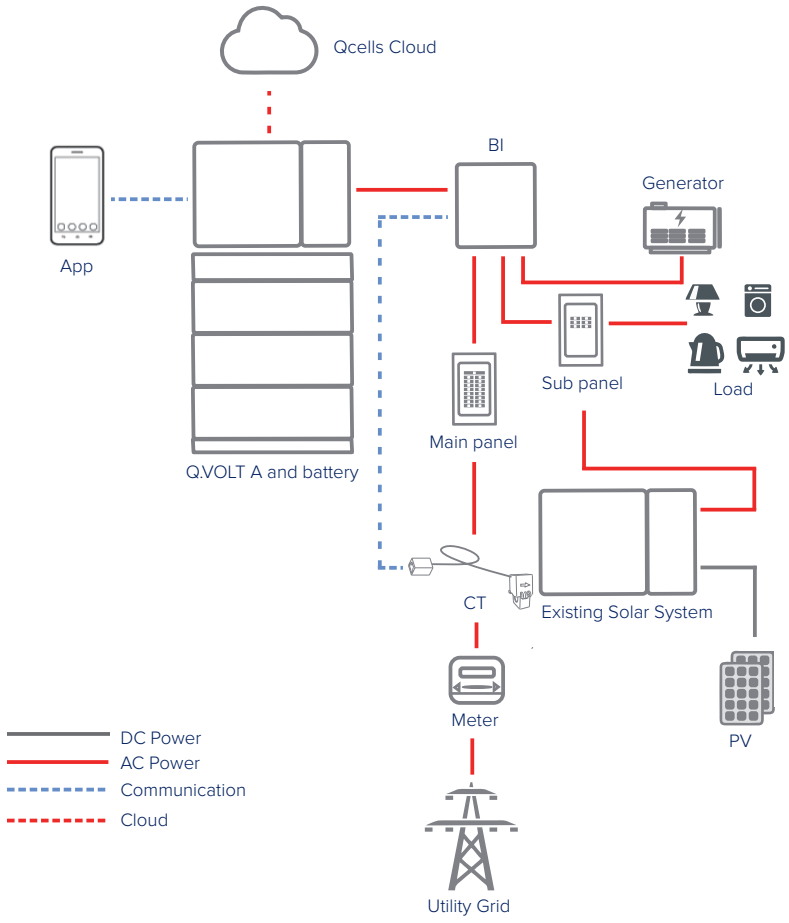 Qcells Cloud
BI
Generator
App
Sub panel
Load
Main panel
Q.VOLT A and battery
CT
Existing Solar System
Meter
PV
DC Power
AC Power
Communication
Cloud
Utility Grid